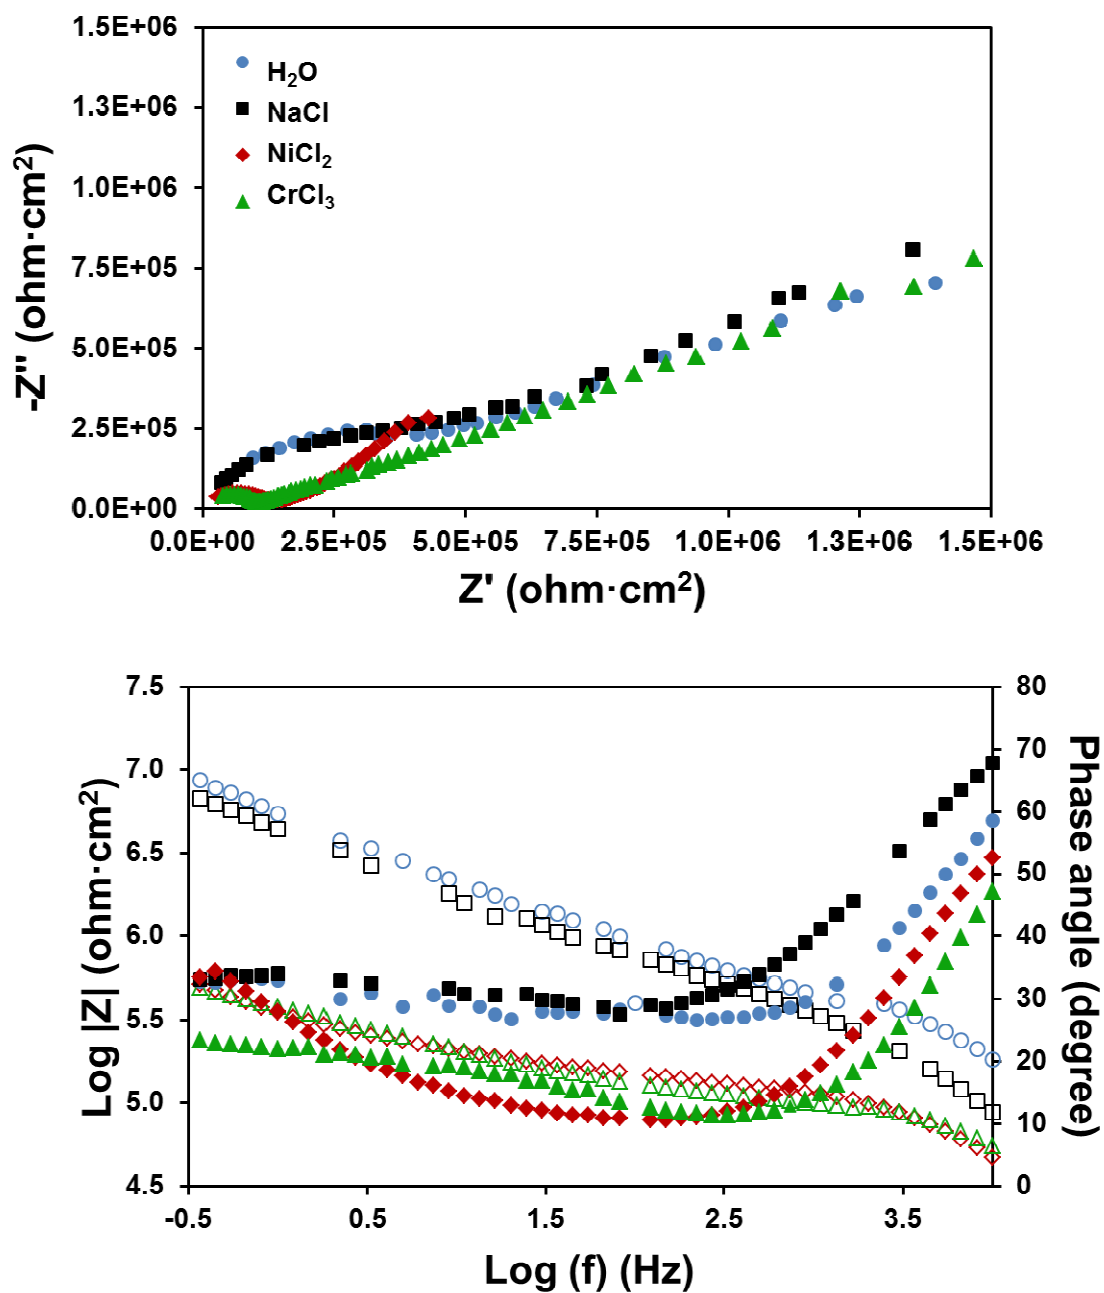 1.5E+06
1.3E+06
1.0E+06
7.5E+05
5.0E+05
2.5E+05
0.0E+00
-Z'' (ohm·cm²)
H₂O
NaCl
NiCl₂
CrCl₃
0.0E+00 2.5E+05 5.0E+05 7.5E+05 1.0E+06 1.3E+06 1.5E+06
Z' (ohm·cm²)
7.5
7.0
6.5
6.0
5.5
5.0
4.5
Log |Z| (ohm·cm²)
80
70
60
50
40
30
20
10
0
Phase angle (degree)
-0.5 0.5 1.5 2.5 3.5
Log (f) (Hz)